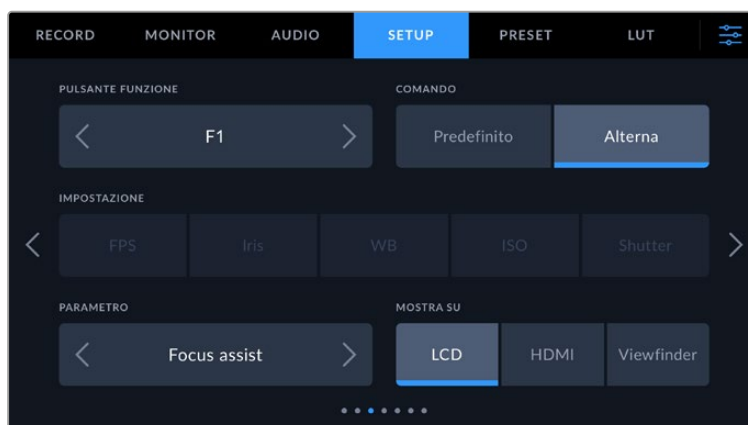 RECORD MONITOR AUDIO SETUP PRESET LUT
PULSANTE FUNZIONE COMANDO
F1 Predefinito Alterna
IMPOSTAZIONE
FPS Iris WB ISO Shutter
PARAMETRO MOSTRA SU
Focus assist LCD HDMI Viewfinder